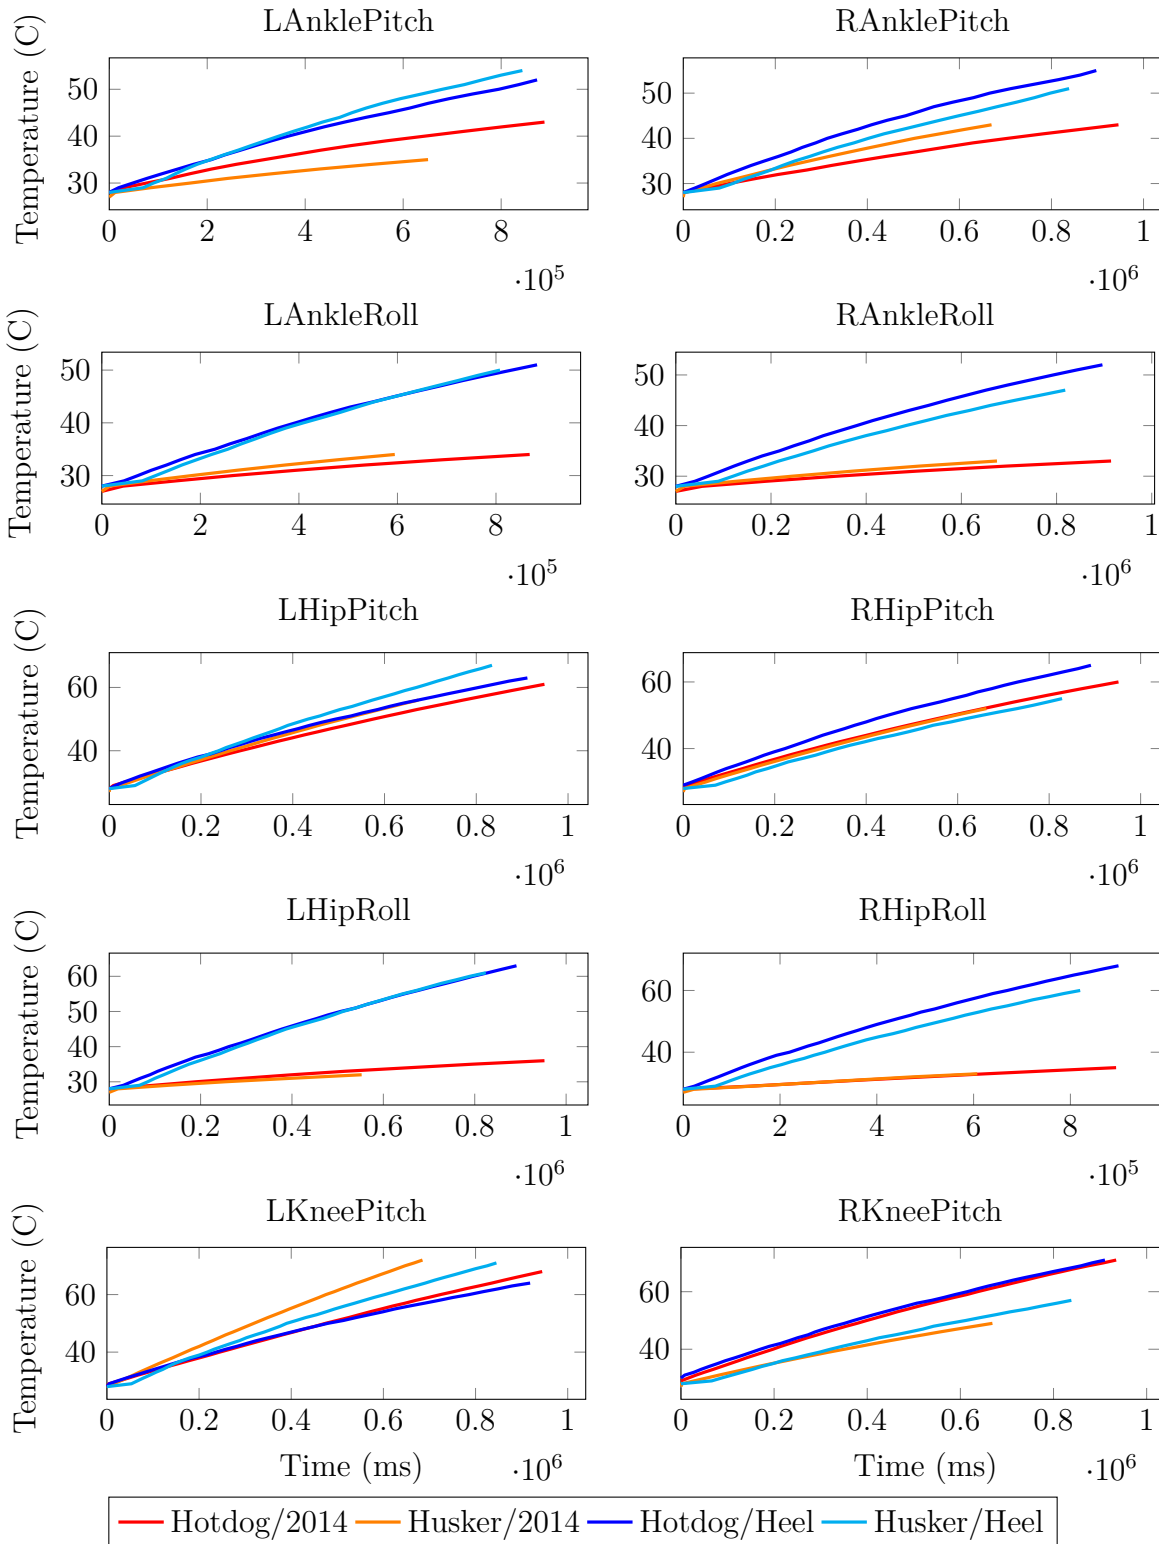 LAnklePitch RAnklePitch
Temperature (C)
50 50
40 40
30 30
0 2 4 6 8 0 0.2 0.4 0.6 0.8 1
·10^5 ·10^6
LAnkleRoll RAnkleRoll
Temperature (C)
50 50
40 40
30 30
0 2 4 6 8 0 0.2 0.4 0.6 0.8 1
·10^5 ·10^6
LHipPitch RHipPitch
Temperature (C)
60 60
40 40
0 0.2 0.4 0.6 0.8 1 0 0.2 0.4 0.6 0.8 1
·10^6 ·10^6
LHipRoll RHipRoll
Temperature (C)
60 60
50
40 40
30
0 0.2 0.4 0.6 0.8 1 0 2 4 6 8
·10^6 ·10^5
LKneePitch RKneePitch
Temperature (C)
60 60
40 40
0 0.2 0.4 0.6 0.8 1 0 0.2 0.4 0.6 0.8 1
Time (ms) ·10^6 Time (ms) ·10^6
Hotdog/2014 Husker/2014 Hotdog/Heel Husker/Heel